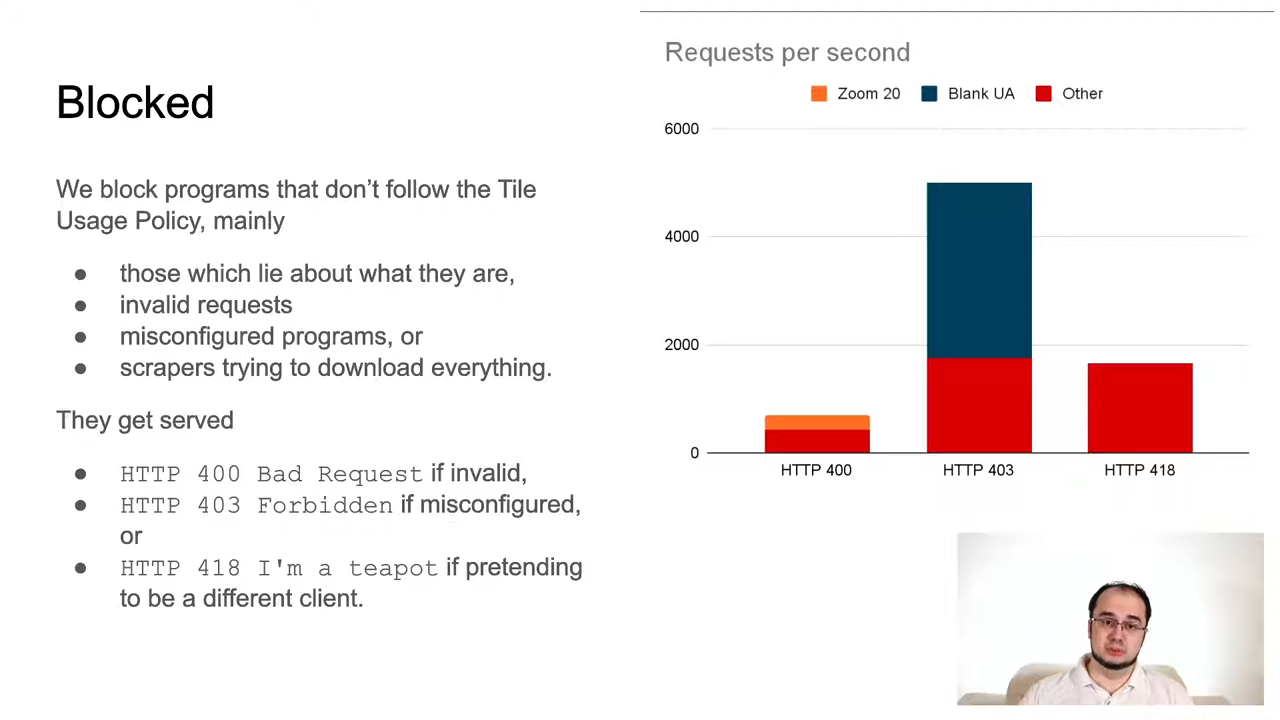 Blocked
We block programs that don’t follow the Tile
Usage Policy, mainly
● those which lie about what they are,
● invalid requests
● misconfigured programs, or
● scrapers trying to download everything.
They get served
● HTTP 400 Bad Request if invalid,
● HTTP 403 Forbidden if misconfigured,
or
● HTTP 418 I'm a teapot if pretending
to be a different client.
Requests per second
Zoom 20 Blank UA Other
6000
4000
2000
0
HTTP 400 HTTP 403 HTTP 418